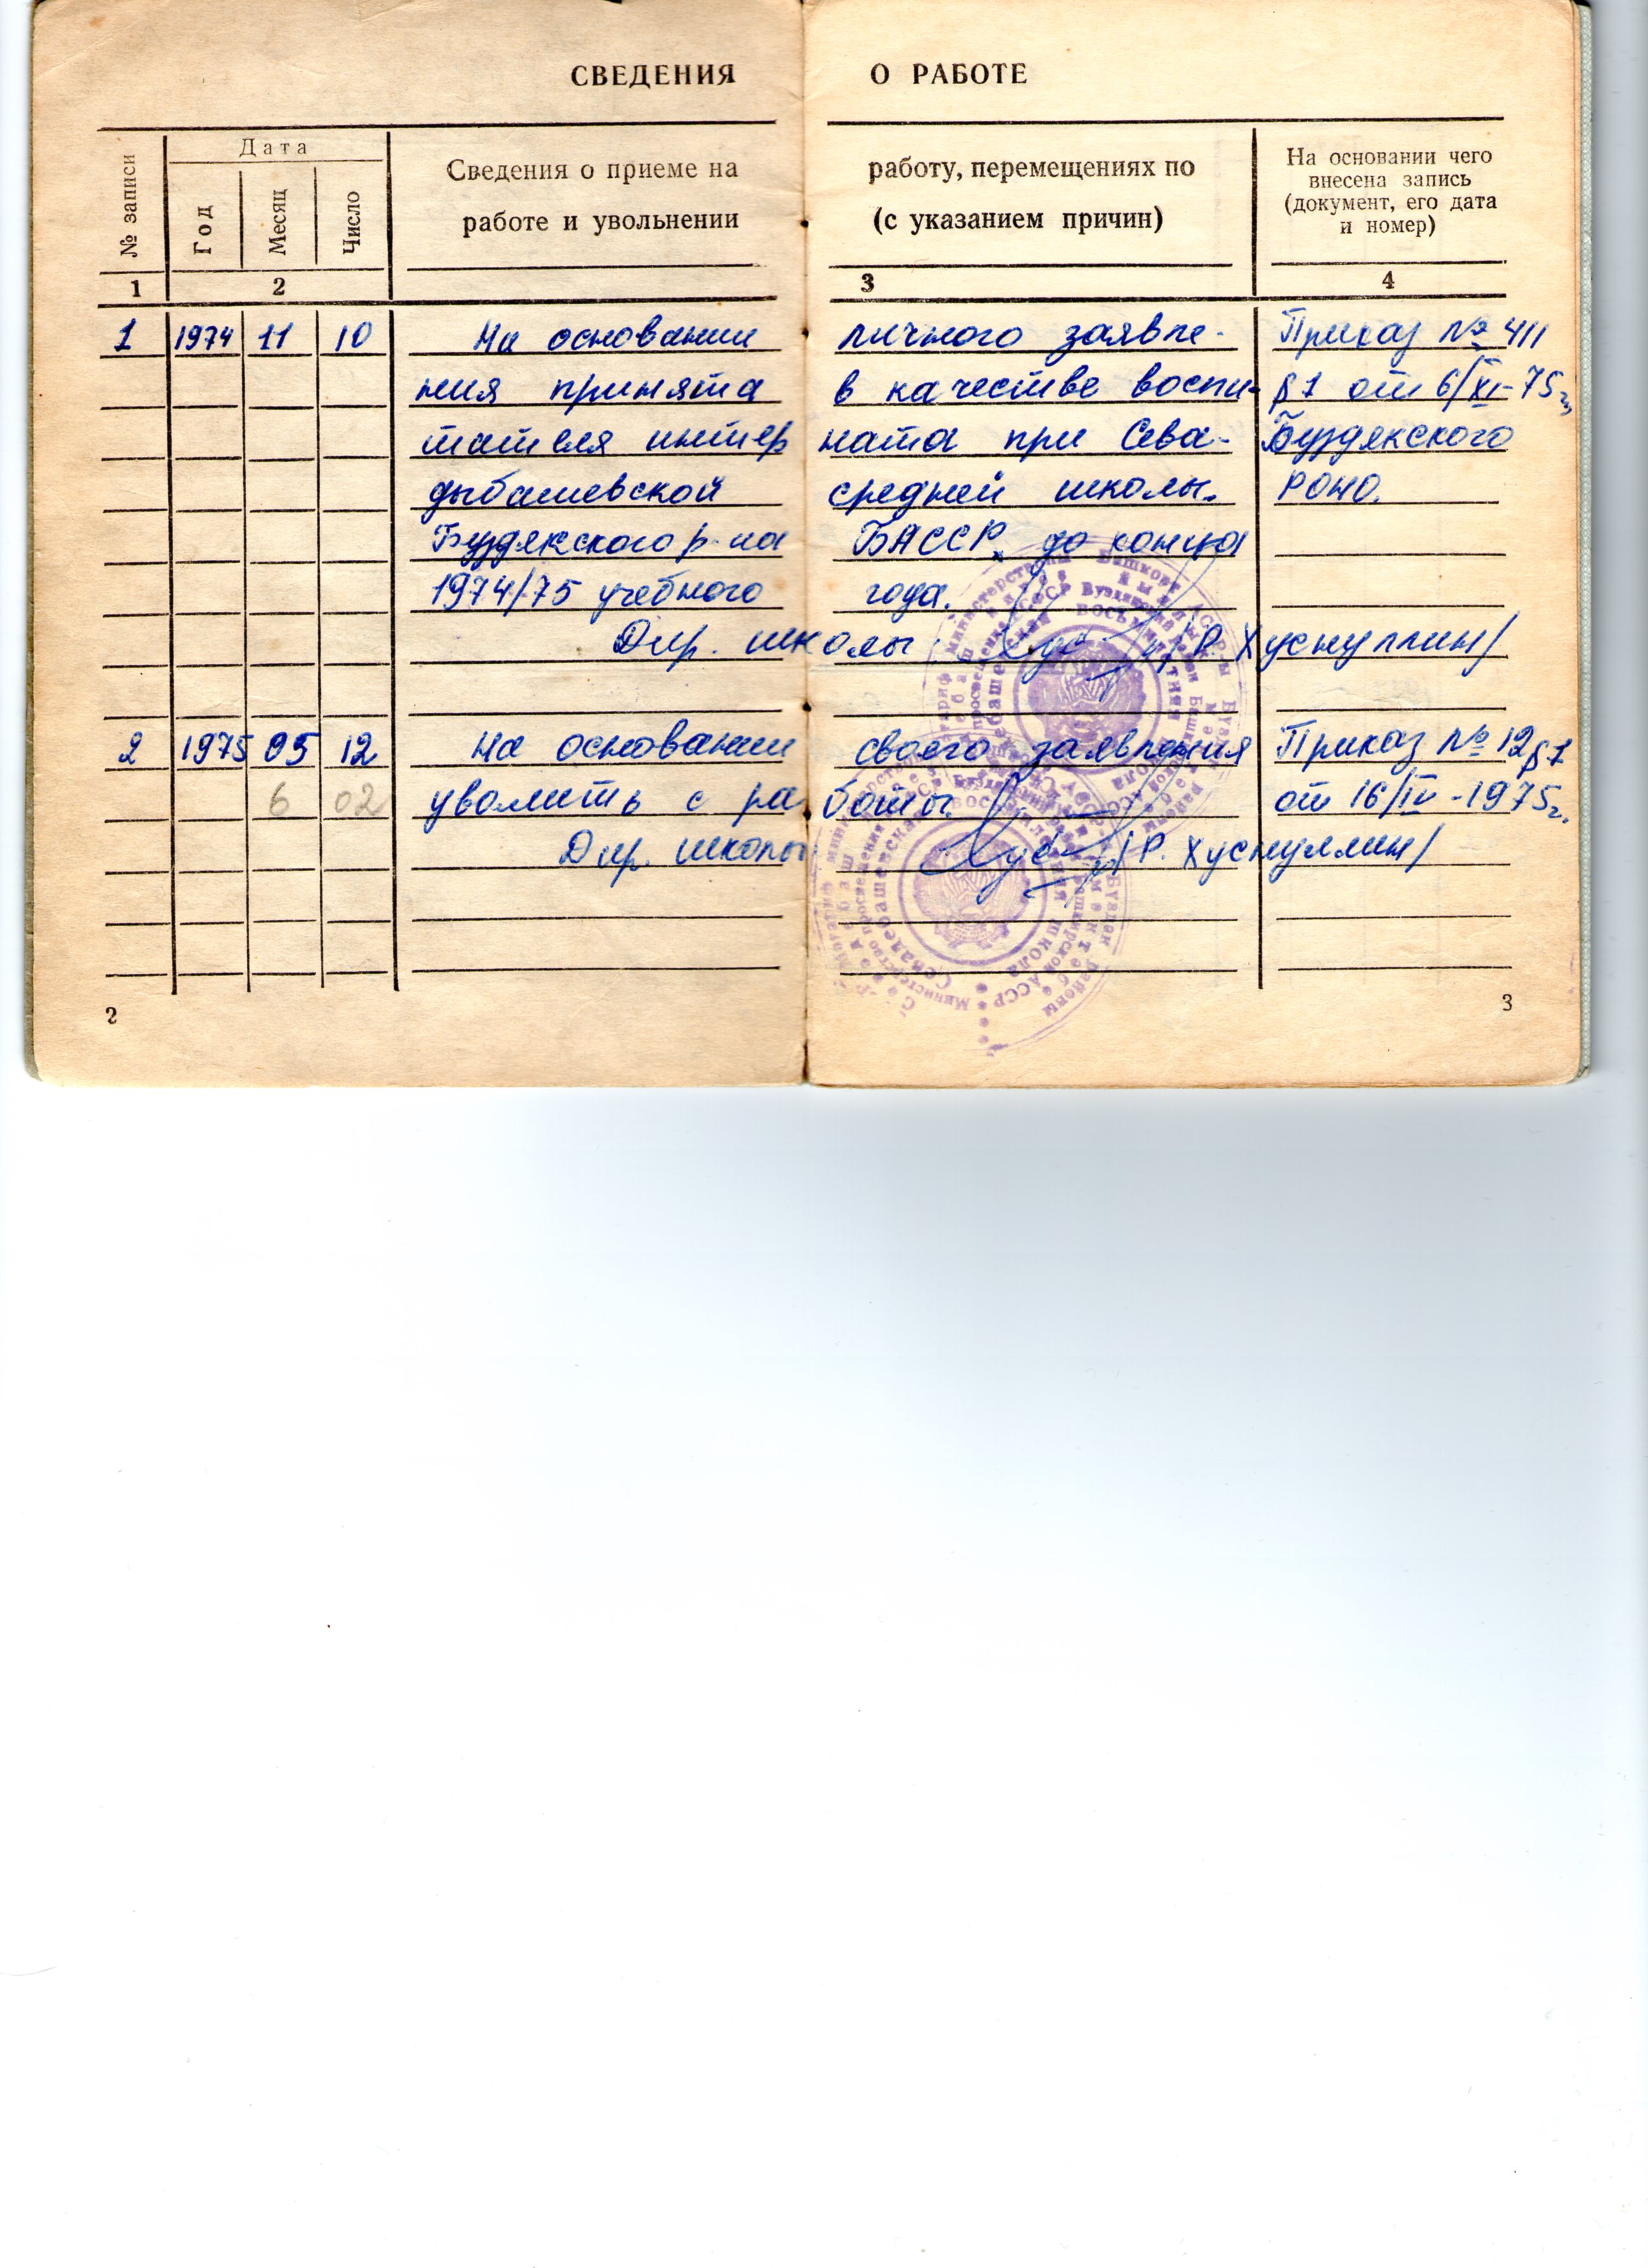 СВЕДЕНИЯ О РАБОТЕ
№ записи
Дата
Год
Месяц
Число
Сведения о приеме на работу, перемещениях по
работе и увольнении (с указанием причин)
На основании чего
внесена запись
(документ, его дата
и номер)
1 2 3 4
1 1974 11 10 На основании личного заявле- Приказ № 411
ния принята в качестве воспи- §1 от 6/XI-75г.
тателя интер ната при Сева- Буздякского
дыбашевской средней школы. РОНО.
Буздякского р-на БАССР, до конца
1974/75 учебного года.
Дир. школы /Р. Хуснуллин/
2 1975 05 12 На основании своего заявления Приказ № 12 §1
6 02 уволить с ра боты. от 16/IV-1975г.
Дир. школы /Р. Хуснуллин/
2 3